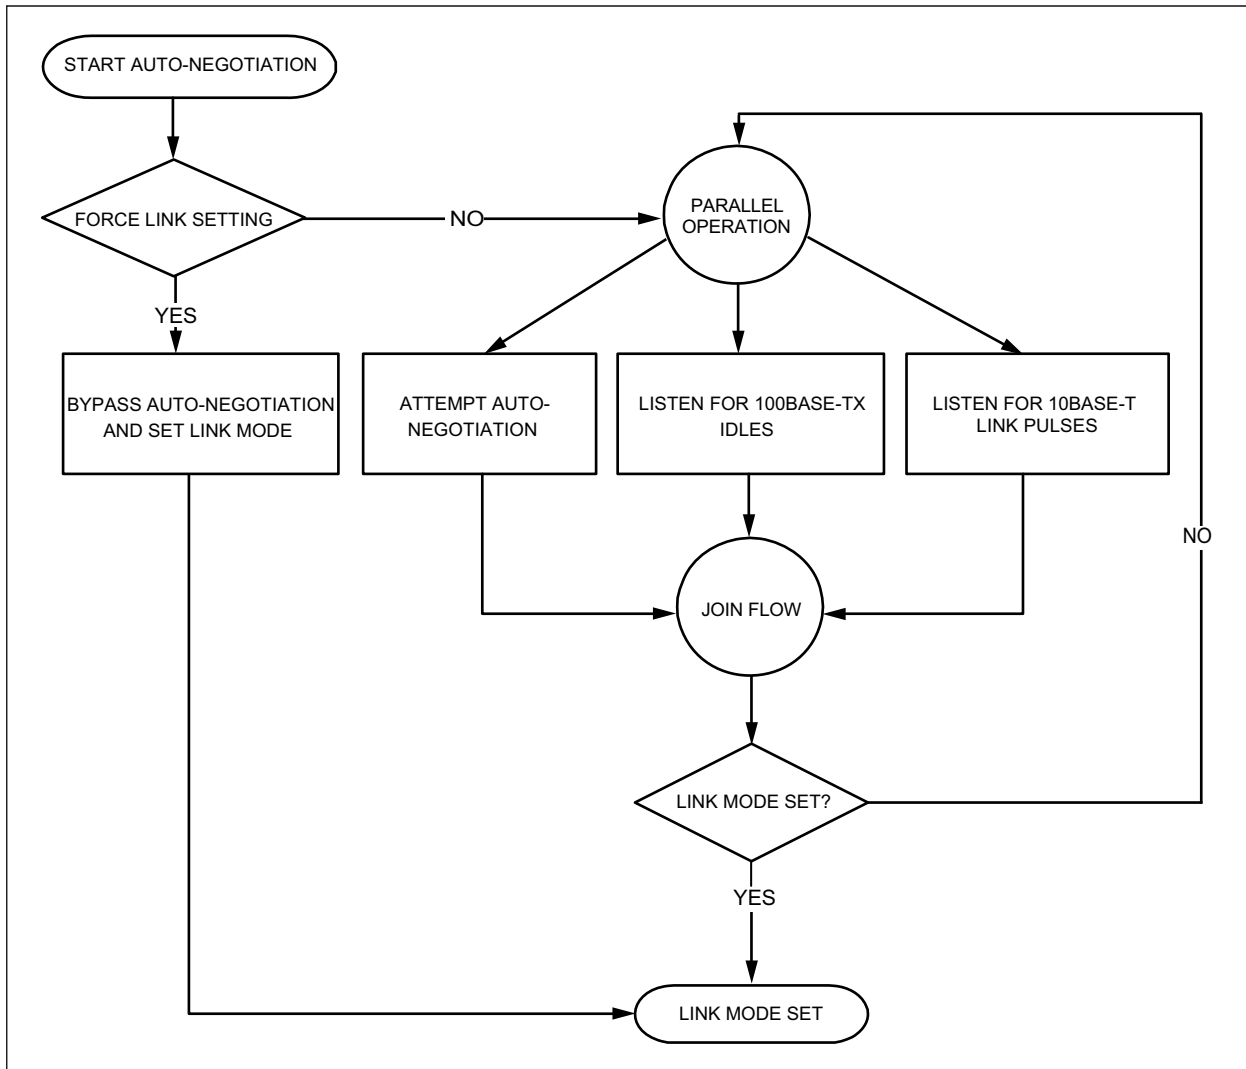 START AUTO-NEGOTIATION
FORCE LINK SETTING
NO
PARALLEL
OPERATION
YES
BYPASS AUTO-NEGOTIATION
AND SET LINK MODE
ATTEMPT AUTO-
NEGOTIATION
LISTEN FOR 100BASE-TX
IDLES
LISTEN FOR 10BASE-T
LINK PULSES
NO
JOIN FLOW
LINK MODE SET?
YES
LINK MODE SET